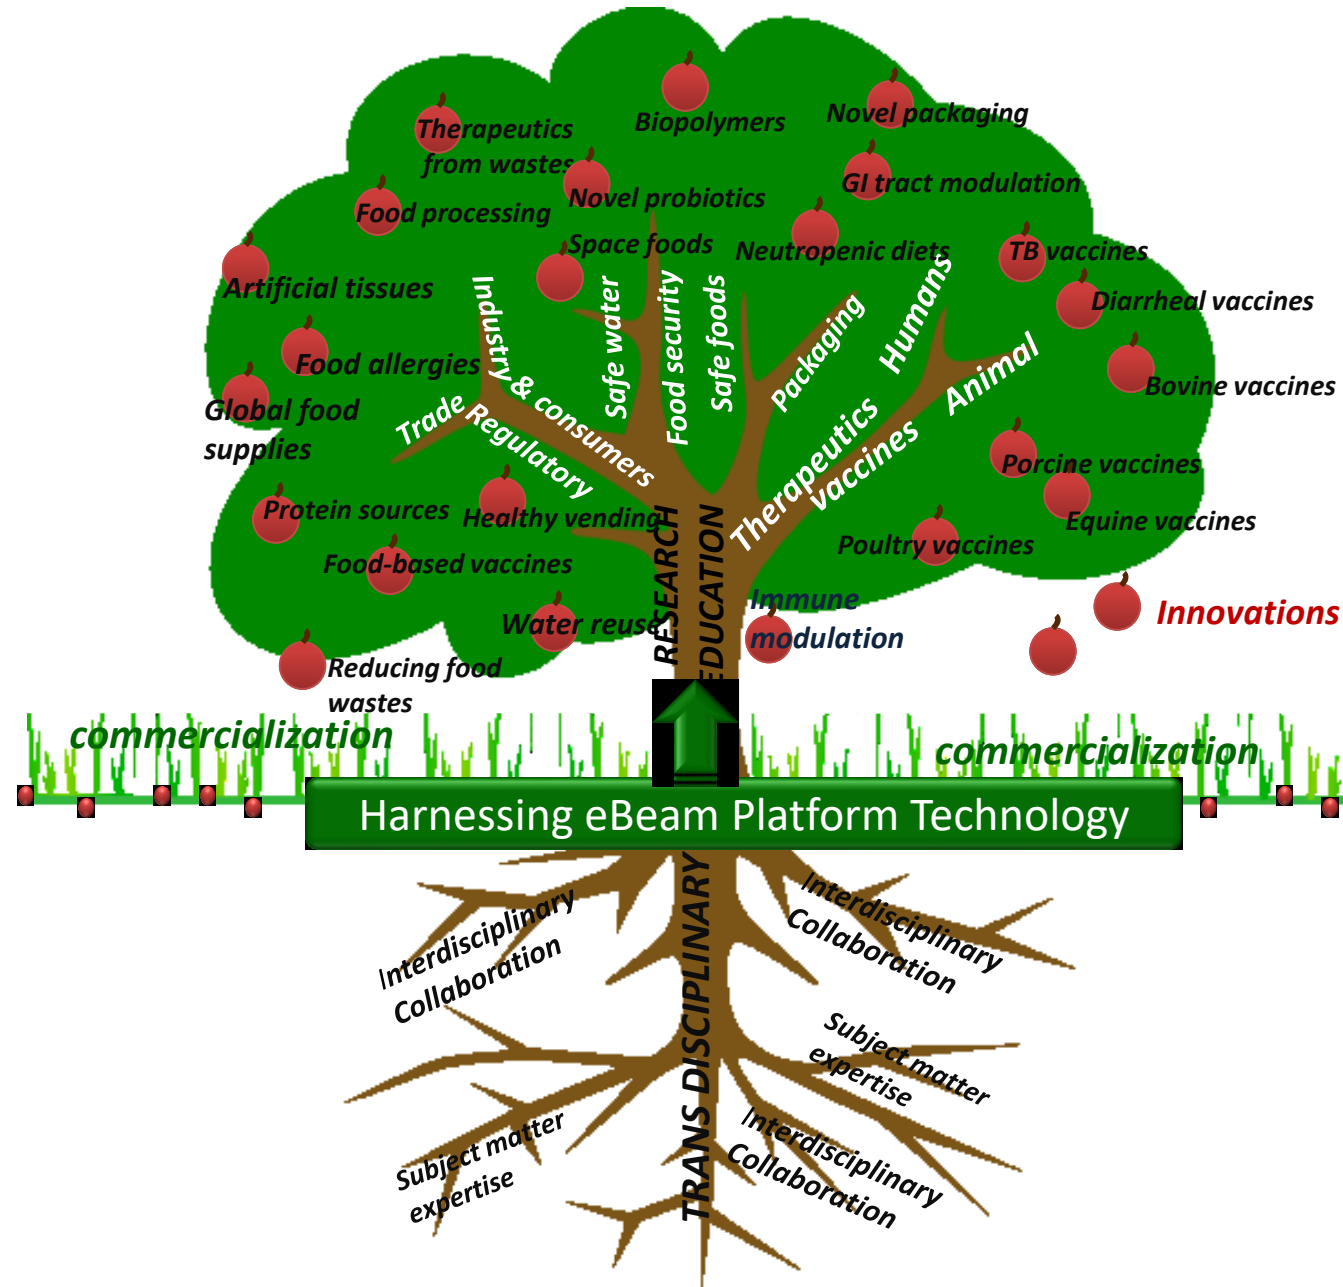 Biopolymers
Novel packaging
Therapeutics
from wastes
GI tract modulation
Novel probiotics
Food processing
Space foods
Neutropenic diets
TB vaccines
Artificial tissues
Diarrheal vaccines
Food allergies
Bovine vaccines
Global food
supplies
Industry
& consumers
Safe water
Food security
Safe foods
Packaging
Humans
Animal
Trade
Regulatory
Therapeutics
vaccines
Porcine vaccines
Protein sources
Healthy vending
Equine vaccines
Poultry vaccines
Food-based vaccines
RESEARCH
EDUCATION
Immune
modulation
Innovations
Water reuse
Reducing food
wastes
commercialization
commercialization
Harnessing eBeam Platform Technology
TRANS DISCIPLINARY
Interdisciplinary
Collaboration
Interdisciplinary
Collaboration
Subject matter
expertise
Subject matter
expertise
Interdisciplinary
Collaboration